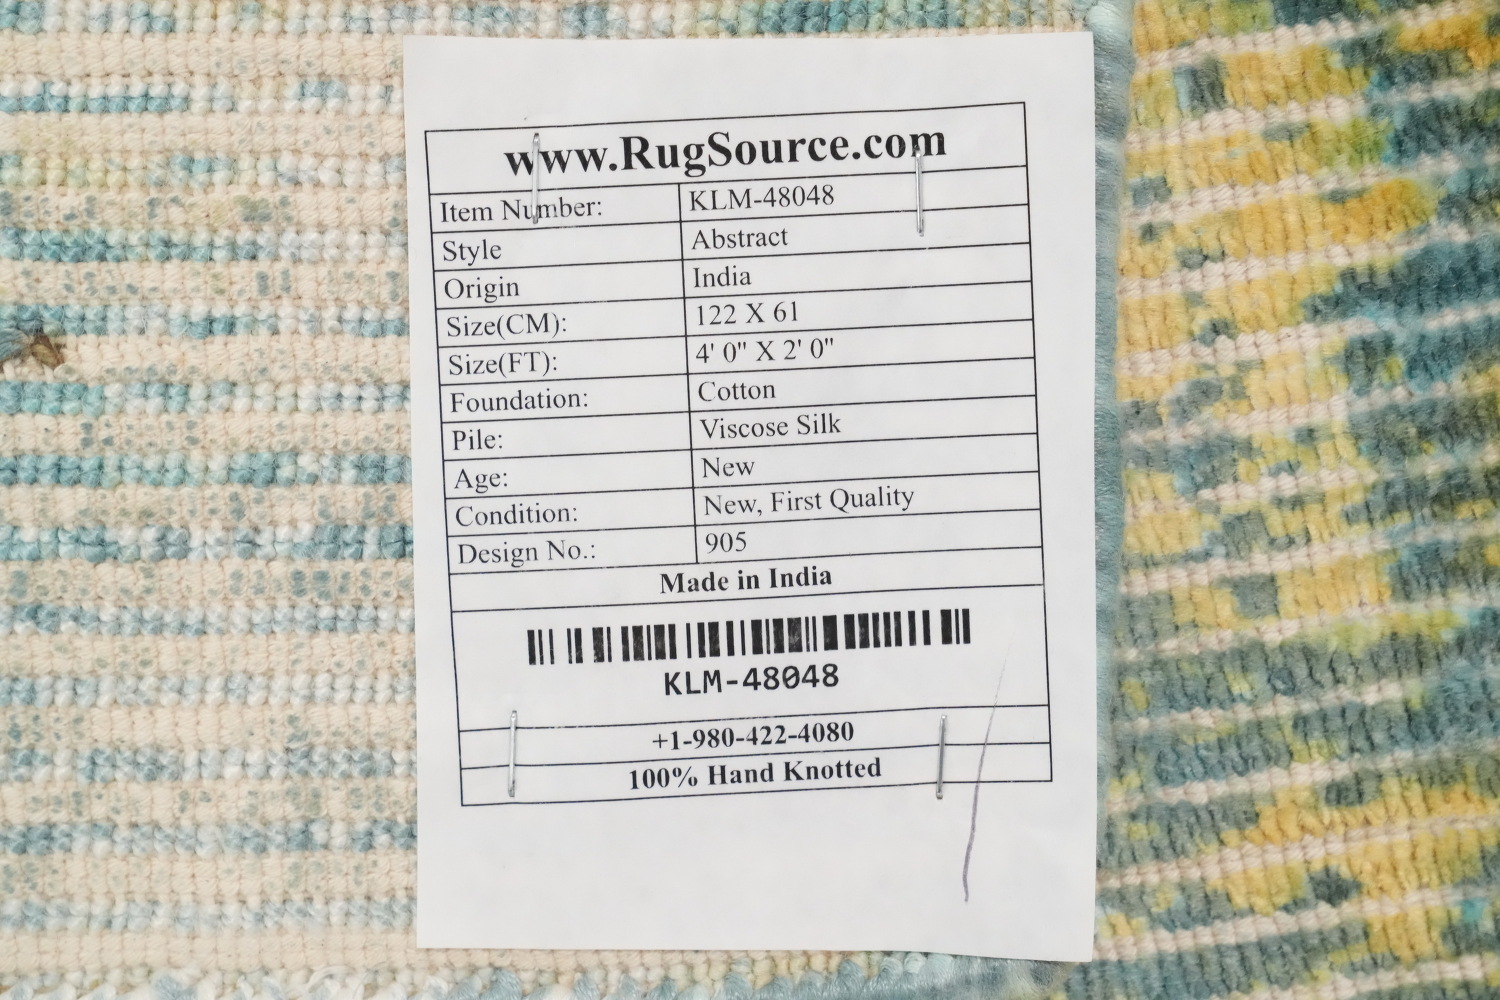 www.RugSource.com
Item Number: KLM-48048
Style Abstract
Origin India
Size(CM): 122 X 61
Size(FT): 4' 0" X 2' 0"
Foundation: Cotton
Pile: Viscose Silk
Age: New
Condition: New, First Quality
Design No.: 905
Made in India
KLM-48048
+1-980-422-4080
100% Hand Knotted